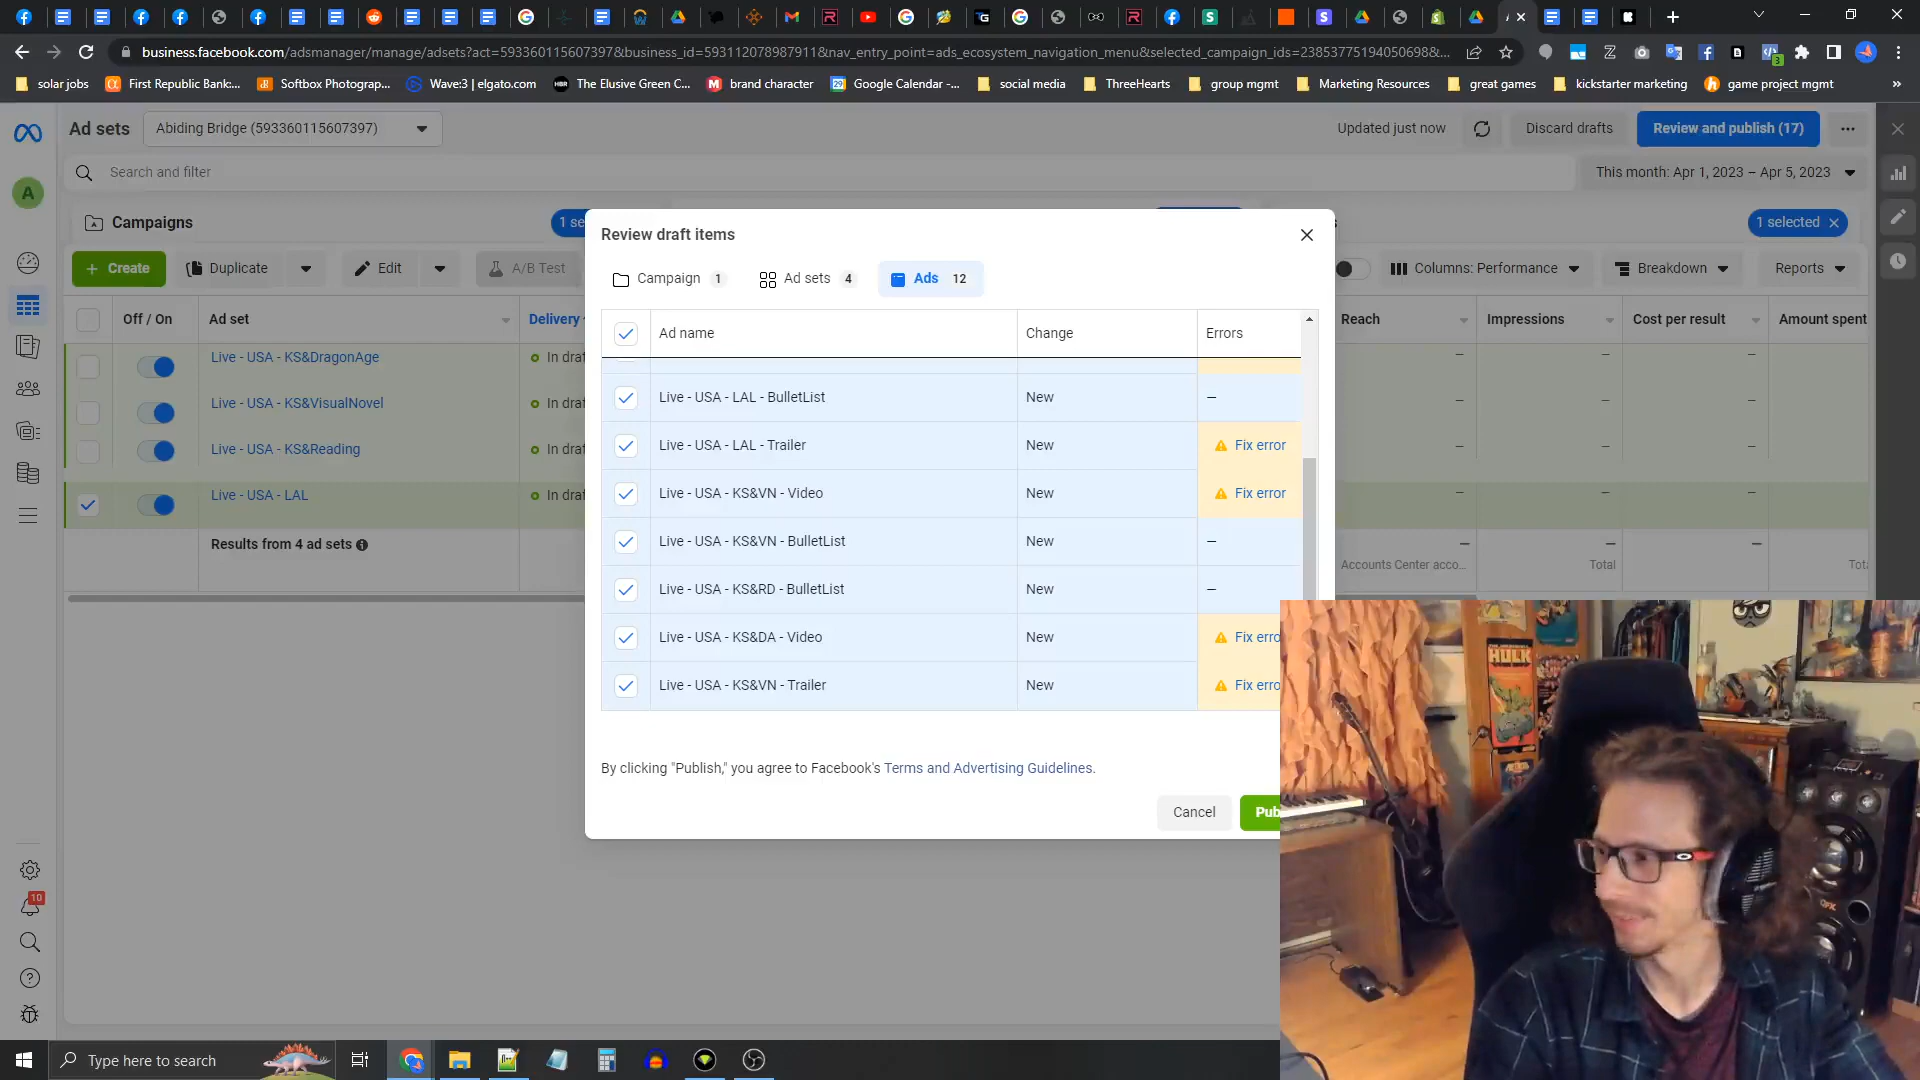 business.facebook.com/adsmanager/manage/adsets?act=593360115607397&business_id=593112078987911&nav_entry_point=ads_ecosystem_navigation_menu&selected_campaign_ids=23853775194050698&...
solar jobs
First Republic Bank:...
Softbox Photograp...
Wave:3 | elgato.com
HBR The Elusive Green C...
brand character
Google Calendar -...
social media
ThreeHearts
group mgmt
Marketing Resources
great games
kickstarter marketing
game project mgmt
»
Ad sets
Abiding Bridge (593360115607397)
Updated just now
Discard drafts
Review and publish (17)
A
Search and filter
This month: Apr 1, 2023 – Apr 5, 2023
Campaigns
1 se
1 selected
+ Create
Duplicate
Edit
A/B Test
Columns: Performance
Breakdown
Reports
Off / On
Ad set
Delivery
Reach
Impressions
Cost per result
Amount spent
Live - USA - KS&DragonAge
In draf
—
—
—
Live - USA - KS&VisualNovel
In draf
—
—
—
Live - USA - KS&Reading
In draf
—
—
—
Live - USA - LAL
In draf
—
—
—
Results from 4 ad sets
—
—
—
Accounts Center acco...
Total
Tota
Review draft items
Campaign 1
Ad sets 4
Ads 12
Ad name
Change
Errors
Live - USA - LAL - BulletList
New
—
Live - USA - LAL - Trailer
New
Fix error
Live - USA - KS&VN - Video
New
Fix error
Live - USA - KS&VN - BulletList
New
—
Live - USA - KS&RD - BulletList
New
—
Live - USA - KS&DA - Video
New
Fix erro
Live - USA - KS&VN - Trailer
New
Fix erro
By clicking "Publish," you agree to Facebook's Terms and Advertising Guidelines.
Cancel
Pub
10
HULK
Type here to search